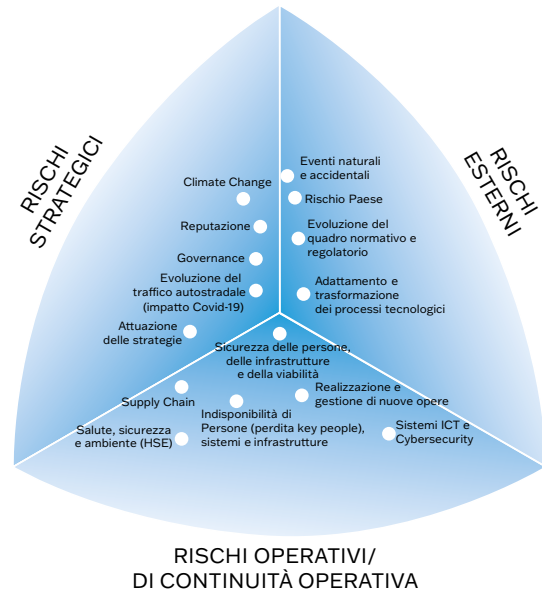 RISCHI
STRATEGICI
RISCHI
ESTERNI
Climate Change
Reputazione
Governance
Evoluzione del
traffico autostradale
(impatto Covid-19)
Attuazione
delle strategie
Eventi naturali
e accidentali
Rischio Paese
Evoluzione del
quadro normativo e
regolatorio
Adattamento e
trasformazione
dei processi tecnologici
Sicurezza delle persone,
delle infrastrutture
e della viabilità
Supply Chain
Salute, sicurezza
e ambiente (HSE)
Indisponibilità di
Persone (perdita key people),
sistemi e infrastrutture
Realizzazione e
gestione di nuove opere
Sistemi ICT e
Cybersecurity
RISCHI OPERATIVI/
DI CONTINUITÀ OPERATIVA